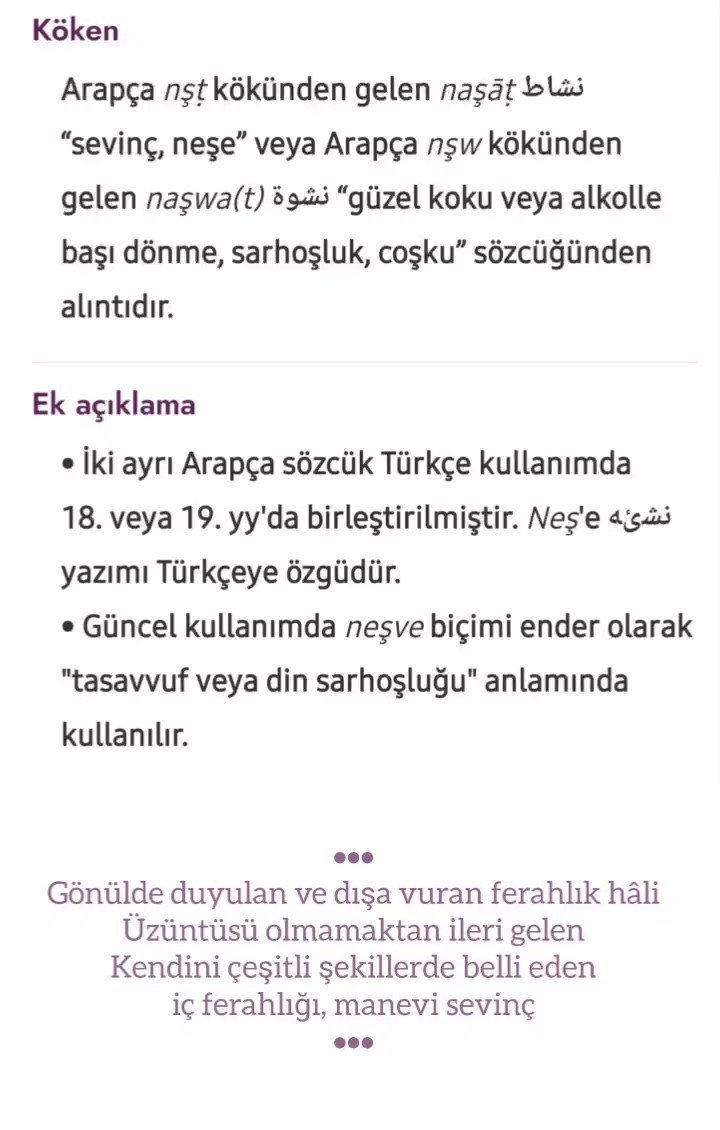 Köken
Arapça nşṭ kökünden gelen naşāṭ نشاط
“sevinç, neşe” veya Arapça nşw kökünden
gelen naşwa(t) نشوة “güzel koku veya alkolle
başı dönme, sarhoşluk, coşku” sözcüğünden
alıntıdır.
Ek açıklama
• İki ayrı Arapça sözcük Türkçe kullanımda
18. veya 19. yy'da birleştirilmiştir. Neş'e نشئه
yazımı Türkçeye özgüdür.
• Güncel kullanımda neşve biçimi ender olarak
"tasavvuf veya din sarhoşluğu" anlamında
kullanılır.
•••
Gönülde duyulan ve dışa vuran ferahlık hâli
Üzüntüsü olmamaktan ileri gelen
Kendini çeşitli şekillerde belli eden
iç ferahlığı, manevi sevinç
•••